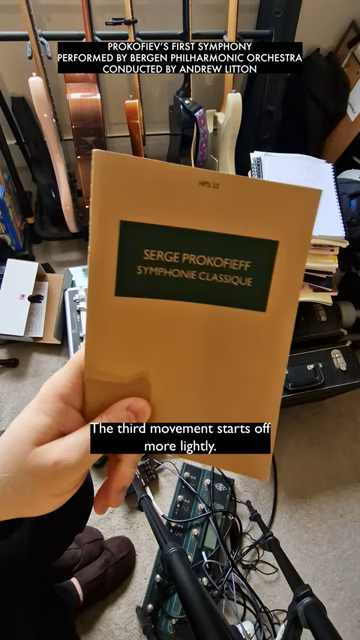 PROKOFIEV'S FIRST SYMPHONY
PERFORMED BY BERGEN PHILHARMONIC ORCHESTRA
CONDUCTED BY ANDREW LITTON
SERGE PROKOFIEFF
SYMPHONIE CLASSIQUE
The third movement starts off
more lightly.